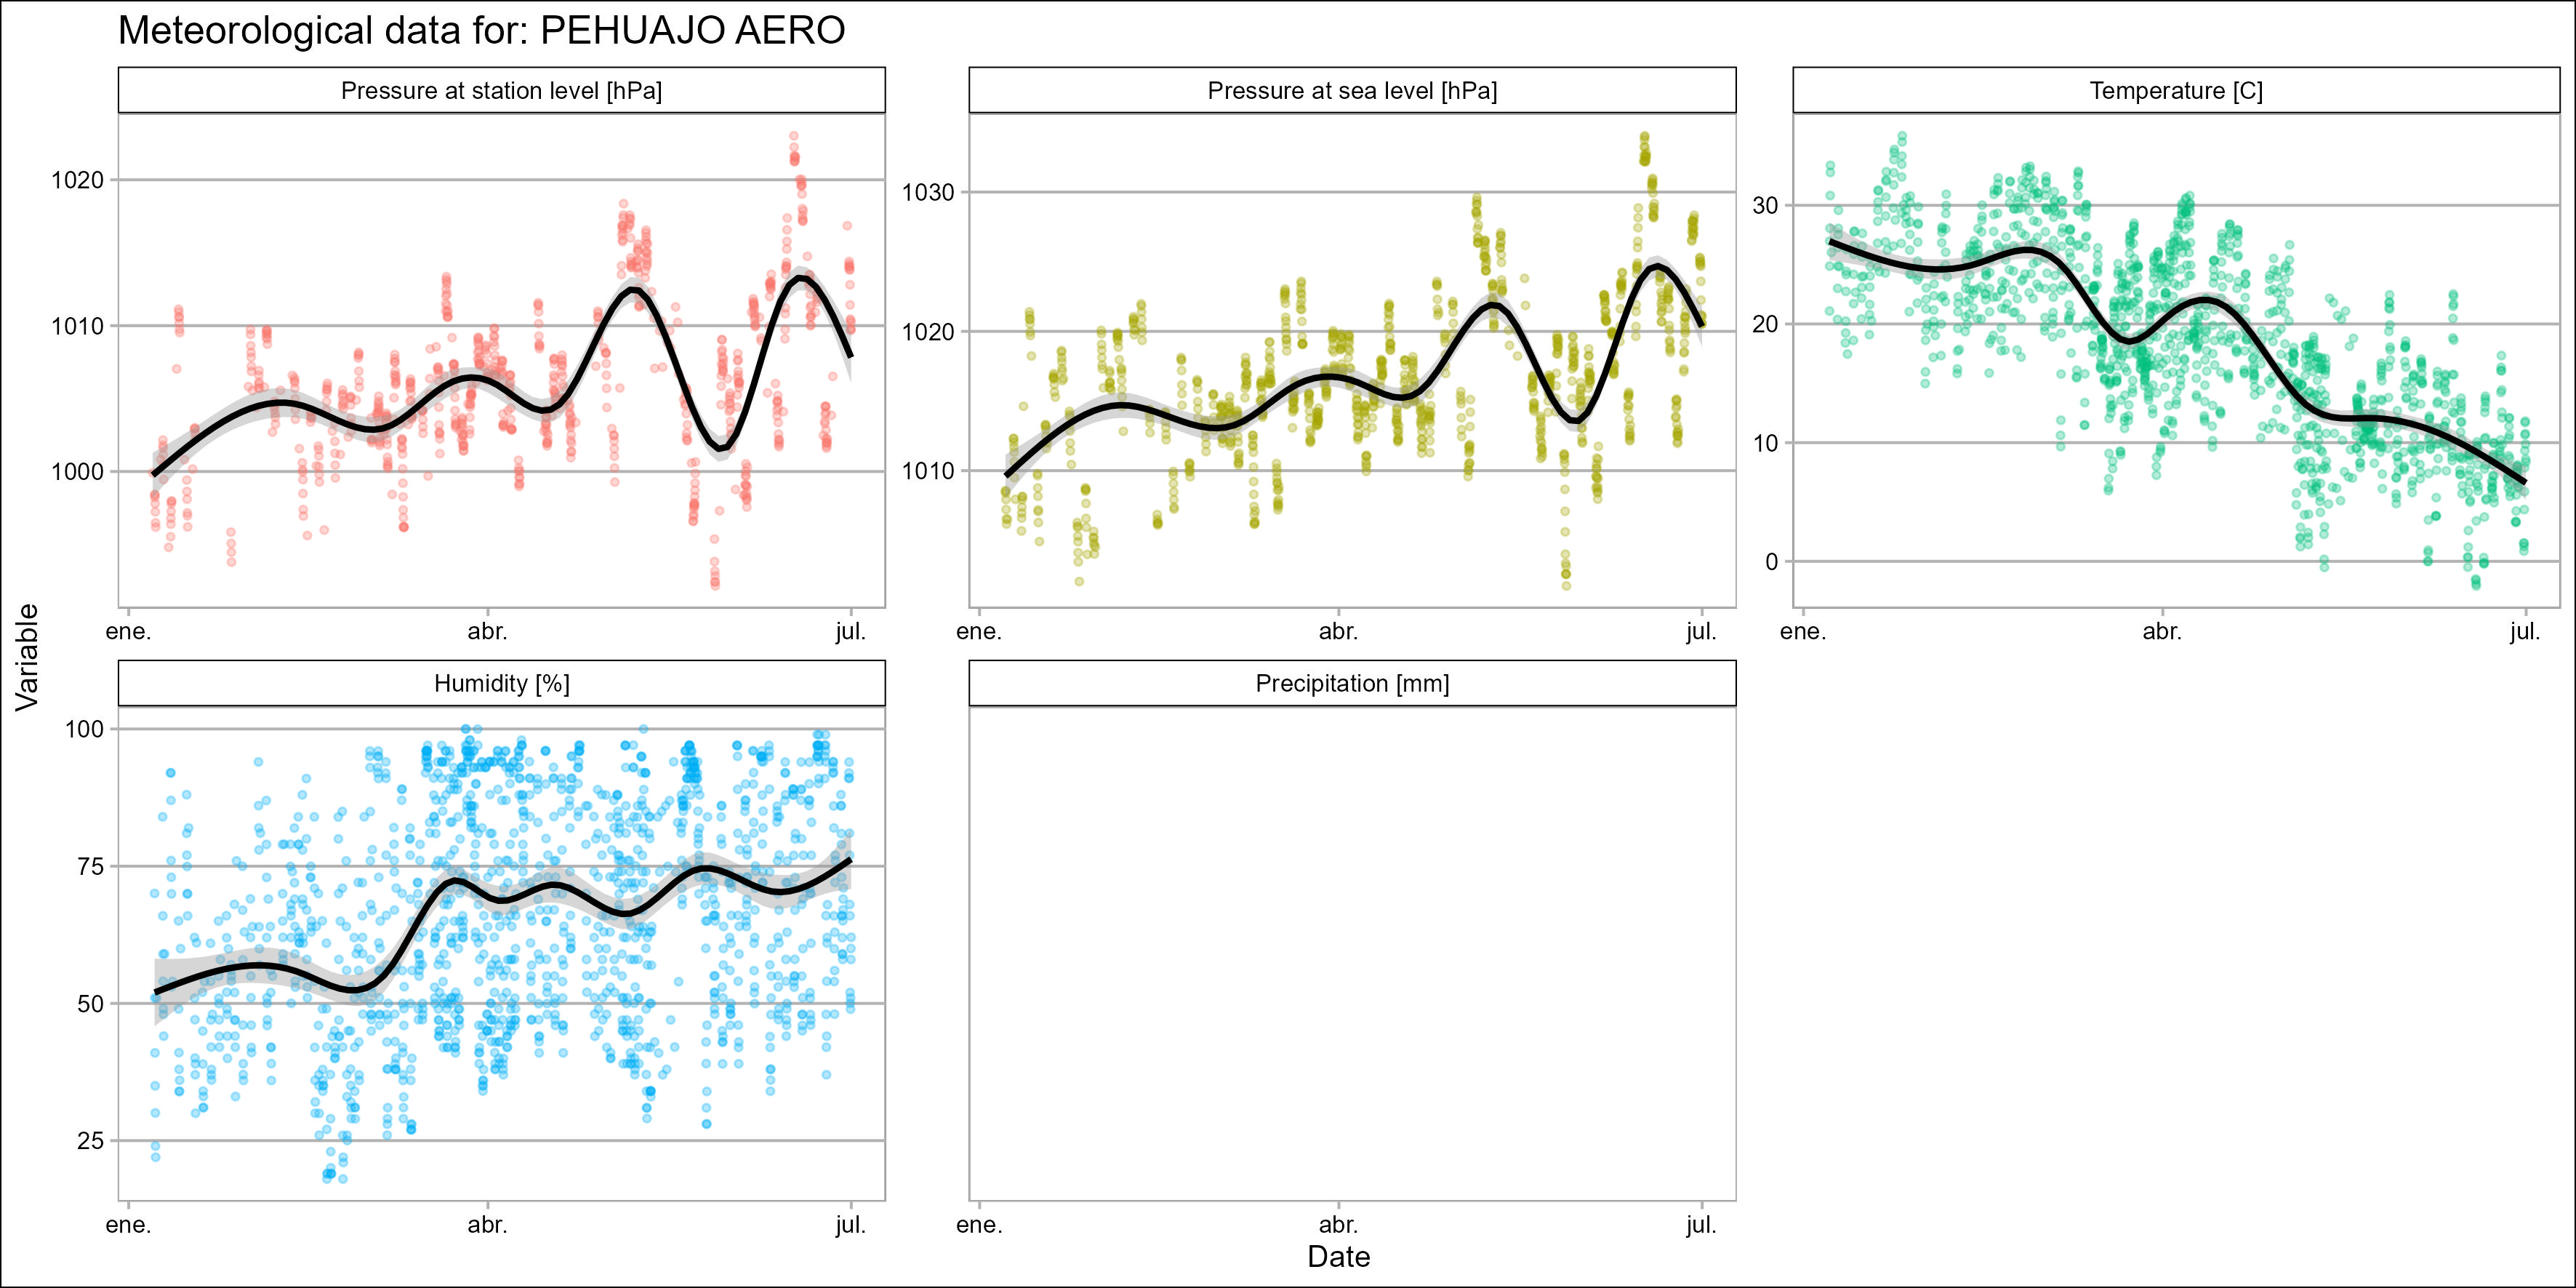 Meteorological data for: PEHUAJO AERO
Pressure at station level [hPa]
Pressure at sea level [hPa]
Temperature [C]
1020
1010
1000
1030
1020
1010
30
20
10
0
ene.
abr.
jul.
ene.
abr.
jul.
ene.
abr.
jul.
Variable
Humidity [%]
Precipitation [mm]
100
75
50
25
ene.
abr.
jul.
ene.
abr.
jul.
Date